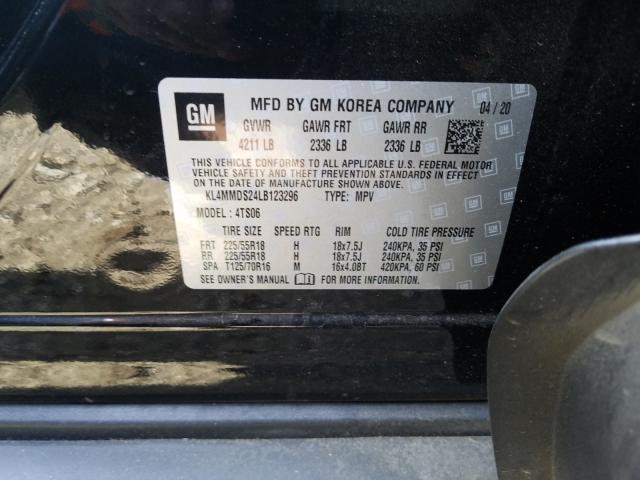 GM MFD BY GM KOREA COMPANY 04/20
GVWR GAWR FRT GAWR RR
4211 LB 2336 LB 2336 LB
THIS VEHICLE CONFORMS TO ALL APPLICABLE U.S. FEDERAL MOTOR
VEHICLE SAFETY AND THEFT PREVENTION STANDARDS IN EFFECT ON
THE DATE OF MANUFACTURE SHOWN ABOVE.
KL4MMDS24LB123296 TYPE: MPV
MODEL: 4TS06
TIRE SIZE SPEED RTG RIM COLD TIRE PRESSURE
FRT 225/55R18 H 18x7.5J 240KPA, 35 PSI
RR 225/55R18 H 18x7.5J 240KPA, 35 PSI
SPA T125/70R16 M 16x4.0BT 420KPA, 60 PSI
SEE OWNER'S MANUAL FOR MORE INFORMATION.